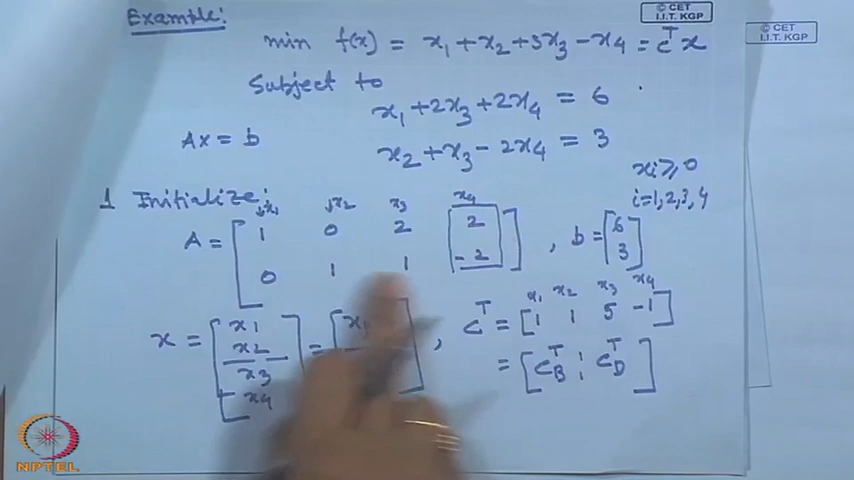 Example:
© CET
I.I.T. KGP
© CET
I.I.T. KGP
min f(x) = x₁ + x₂ + 3x₃ - x₄ = cᵀx
Subject to
x₁ + 2x₃ + 2x₄ = 6
Ax = b
x₂ + x₃ - 2x₄ = 3
xi ≥ 0
i=1,2,3,4
1 Initialize:
↓x₁ ↓x₂ x₃ x₄
A = [1 0 2 2
0 1 1 -2], b = [6
3]
x = [x₁
x₂
x₃
x₄] = [x
x₁ x₂ x₃ x₄
, cᵀ = [1 1 5 -1]
= [c_Bᵀ ⋮ c_Dᵀ]
NPTEL